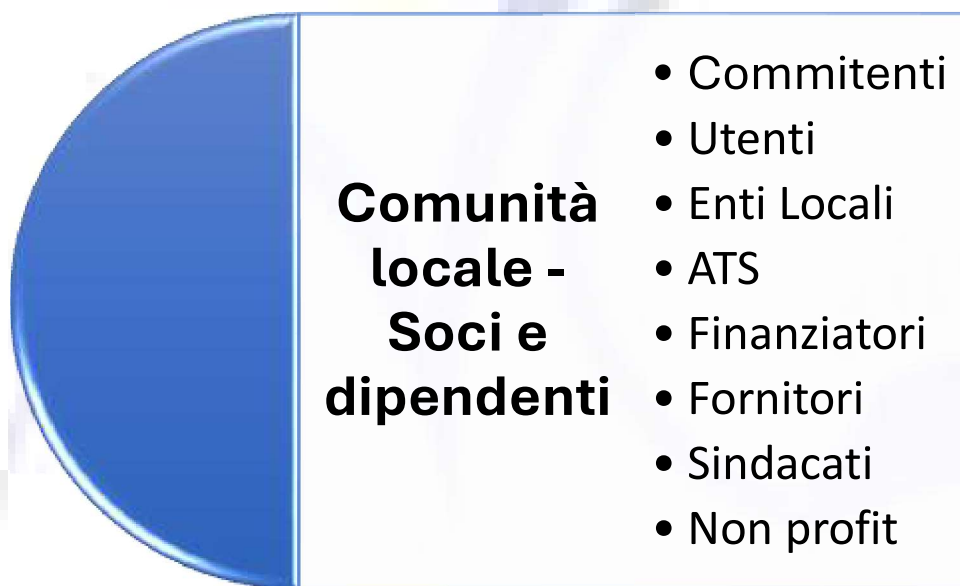 Comunità
locale -
Soci e
dipendenti
• Commitenti
• Utenti
• Enti Locali
• ATS
• Finanziatori
• Fornitori
• Sindacati
• Non profit